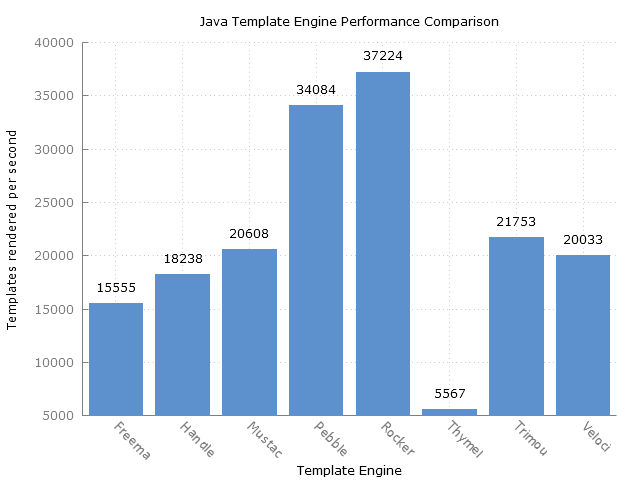 Java Template Engine Performance Comparison
Templates rendered per second
40000
35000
30000
25000
20000
15000
10000
5000
15555
18238
20608
34084
37224
5567
21753
20033
Freema
Handle
Mustac
Pebble
Rocker
Thymel
Trimou
Veloci
Template Engine